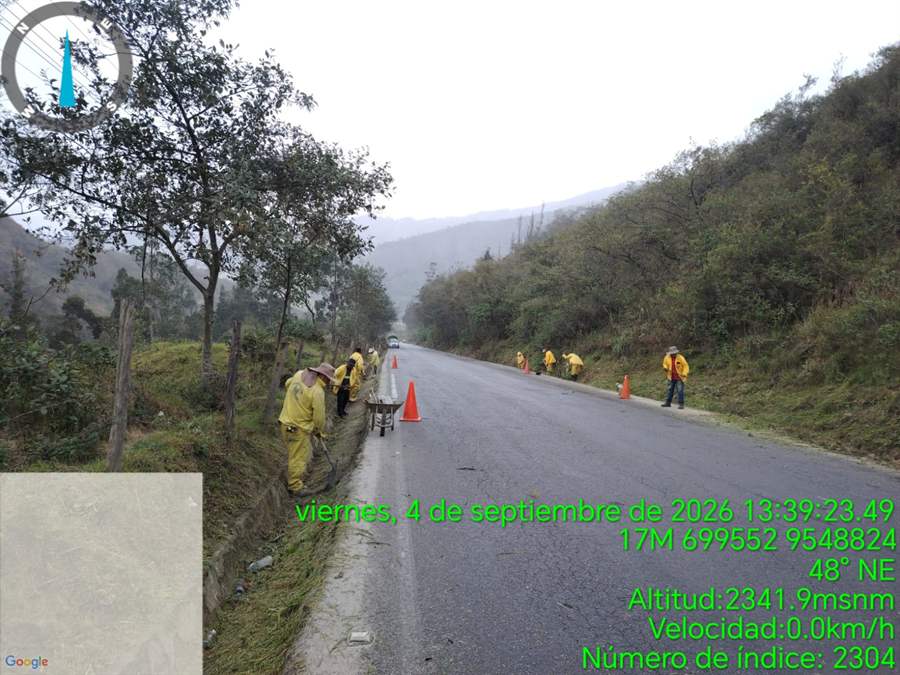 N E
viernes, 4 de septiembre de 2026 13:39:23.49
17M 699552 9548824
48° NE
Altitud:2341.9msnm
Velocidad:0.0km/h
Número de índice: 2304
Google